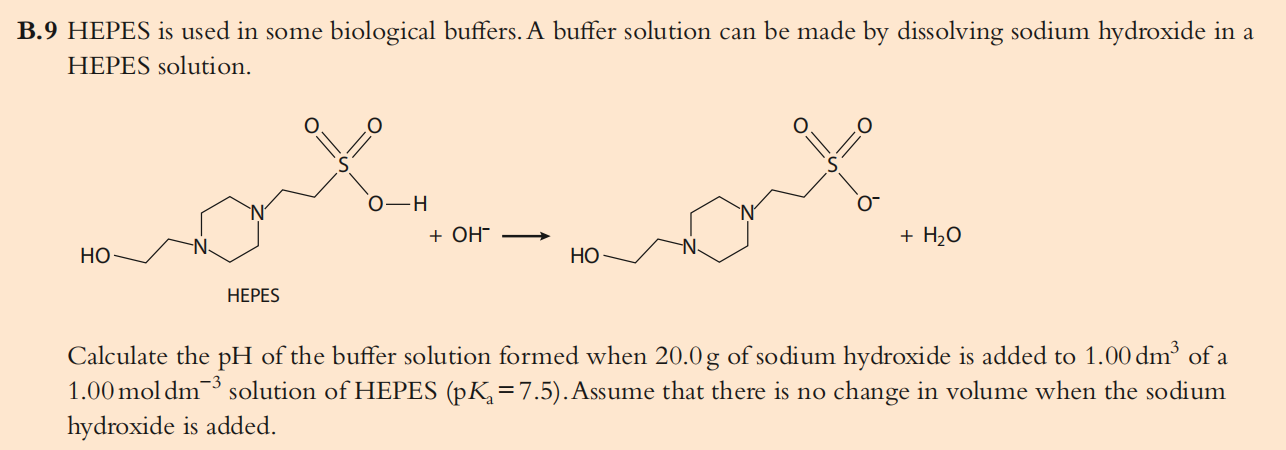 B.9 HEPES is used in some biological buffers. A buffer solution can be made by dissolving sodium hydroxide in a
HEPES solution.
O O O O
S S
N O—H N O⁻
N + OH⁻ ⟶ N + H₂O
HO HO
HEPES
Calculate the pH of the buffer solution formed when 20.0 g of sodium hydroxide is added to 1.00 dm³ of a
1.00 mol dm⁻³ solution of HEPES (pKₐ = 7.5). Assume that there is no change in volume when the sodium
hydroxide is added.